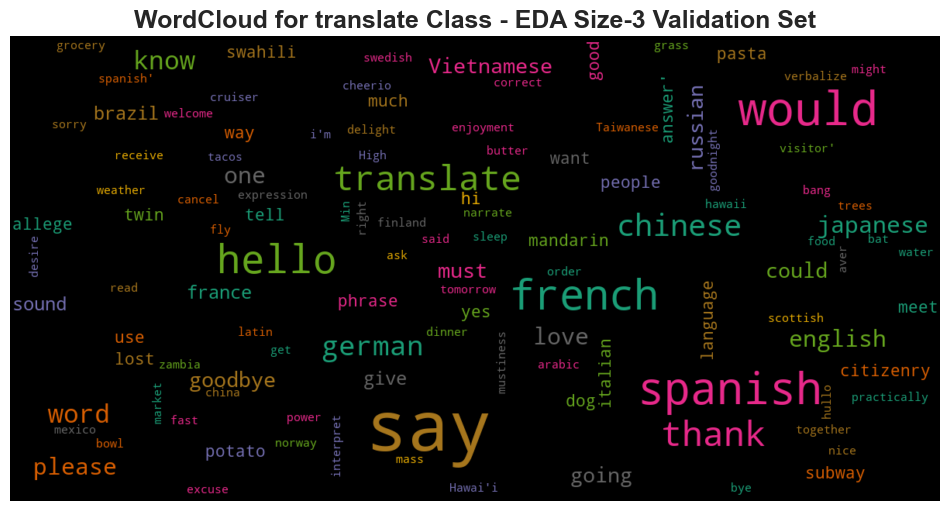 WordCloud for translate Class - EDA Size-3 Validation Set
grocery
know
swahili
swedish
Vietnamese
good
grass
pasta
might
verbalize
spanish'
cruiser
cheerio
correct
much
brazil
welcome
sorry
way
i'm
delight
enjoyment
Taiwanese
answer'
russian
goodnight
would
visitor'
receive
tacos
High
butter
want
one
translate
people
weather
cancel
expression
hi
bang
hawaii
trees
allege
twin
tell
Min
right
finland
narrate
chinese
japanese
desire
fly
said
sleep
mandarin
food
bat
water
hello
ask
must
could
aver
read
france
tomorrow
order
french
language
sound
phrase
yes
meet
scottish
use
latin
dinner
love
english
lost
zambia
get
german
mustiness
arabic
italian
goodbye
give
citizenry
china
market
dog
spanish
hullo
practically
word
fast
power
say
thank
together
mexico
bowl
norway
interpret
potato
mass
nice
please
going
subway
excuse
Hawai'i
bye